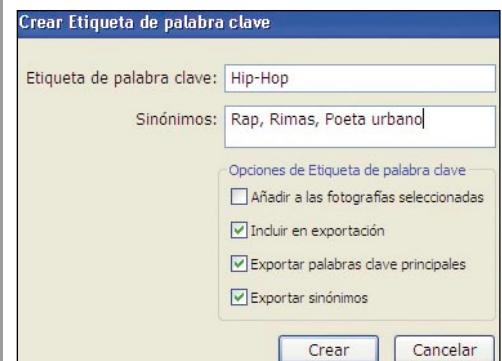 Crear Etiqueta de palabra clave
Etiqueta de palabra clave: Hip-Hop
Sinónimos: Rap, Rimas, Poeta urbano
Opciones de Etiqueta de palabra clave
Añadir a las fotografías seleccionadas
Incluir en exportación
Exportar palabras clave principales
Exportar sinónimos
Crear Cancelar